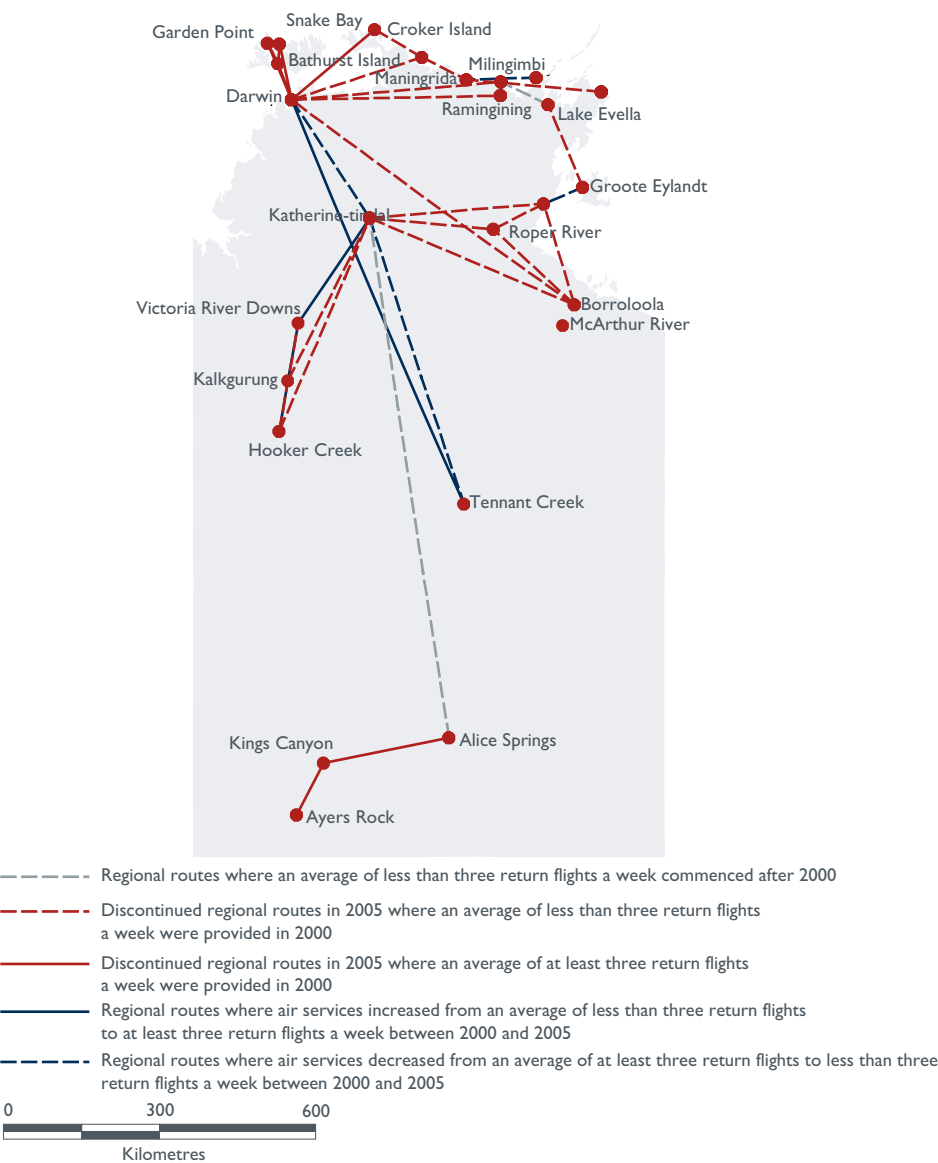 Snake Bay
Garden Point
Croker Island
Bathurst Island
Milingimbi
Maningrida
Darwin
Ramingining
Lake Evella
Groote Eylandt
Katherine-tindal
Roper River
Victoria River Downs
Borroloola
McArthur River
Kalkgurung
Hooker Creek
Tennant Creek
Kings Canyon
Alice Springs
Ayers Rock
Regional routes where an average of less than three return flights a week commenced after 2000
Discontinued regional routes in 2005 where an average of less than three return flights
a week were provided in 2000
Discontinued regional routes in 2005 where an average of at least three return flights
a week were provided in 2000
Regional routes where air services increased from an average of less than three return flights
to at least three return flights a week between 2000 and 2005
Regional routes where air services decreased from an average of at least three return flights to less than three
return flights a week between 2000 and 2005
0 300 600
Kilometres